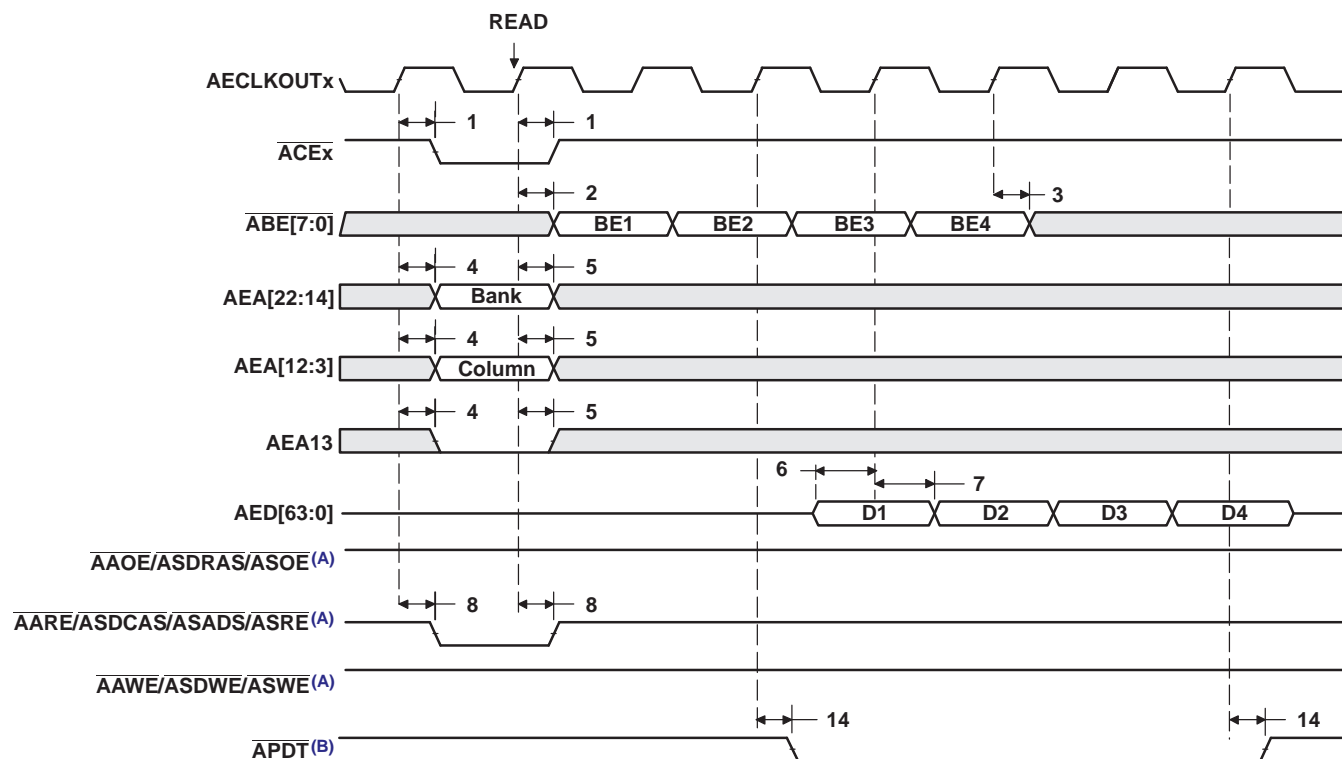 READ
AECLKOUTx
1 1
ACEx
2 3
ABE[7:0] BE1 BE2 BE3 BE4
4 5
AEA[22:14] Bank
4 5
AEA[12:3] Column
4 5
AEA13
6 7
AED[63:0] D1 D2 D3 D4
AAOE/ASDRAS/ASOE(A)
8 8
AARE/ASDCAS/ASADS/ASRE(A)
AAWE/ASDWE/ASWE(A)
14 14
APDT(B)